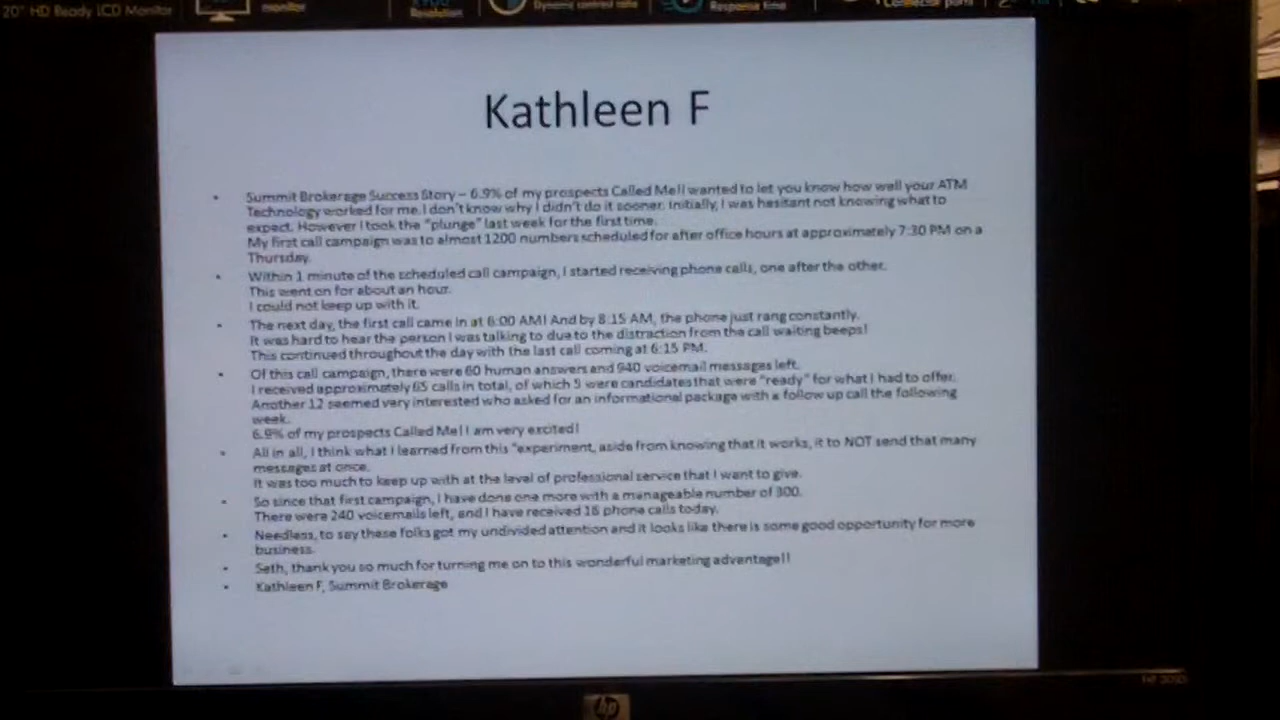 20" HD Ready LCD Monitor
monitor
Resolution
Dynamic contrast ratio
Response time
Kathleen F
• Summit Brokerage Success Story – 6.9% of my prospects Called Me!I wanted to let you know how well your ATM
Technology worked for me. I don't know why I didn't do it sooner. Initially, I was hesitant not knowing what to
expect. However I took the "plunge" last week for the first time.
My first call campaign was to almost 1200 numbers scheduled for after office hours at approximately 7:30 PM on a
Thursday.
• Within 1 minute of the scheduled call campaign, I started receiving phone calls, one after the other.
This went on for about an hour.
I could not keep up with it.
• The next day, the first call came in at 6:00 AM! And by 8:15 AM, the phone just rang constantly.
It was hard to hear the person I was talking to due to the distraction from the call waiting beeps!
This continued throughout the day with the last call coming at 6:15 PM.
• Of this call campaign, there were 60 human answers and 940 voicemail messages left.
I received approximately 65 calls in total, of which 5 were candidates that were "ready" for what I had to offer.
Another 12 seemed very interested who asked for an informational package with a follow up call the following
week.
6.9% of my prospects Called Me! I am very excited!
• All in all, I think what I learned from this "experiment, aside from knowing that it works, it to NOT send that many
messages at once.
It was too much to keep up with at the level of professional service that I want to give.
• So since that first campaign, I have done one more with a manageable number of 300.
There were 240 voicemails left, and I have received 18 phone calls today.
• Needless, to say these folks got my undivided attention and it looks like there is some good opportunity for more
business.
• Seth, thank you so much for turning me on to this wonderful marketing advantage!!
• Kathleen F, Summit Brokerage
hp